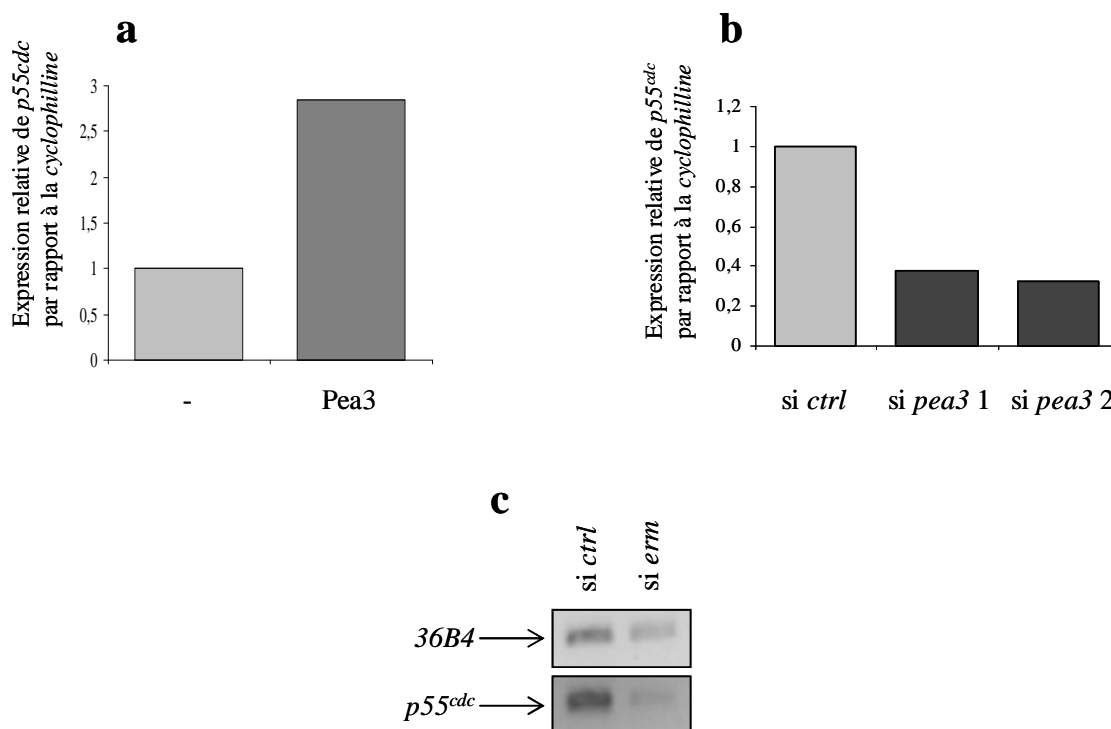 a
Expression relative de p55cdc
par rapport à la cyclophilline
3
2,5
2
1,5
1
0,5
0
-
Pea3
b
Expression relative de p55cdc
par rapport à la cyclophilline
1,2
1
0,8
0,6
0,4
0,2
0
si ctrl
si pea3 1
si pea3 2
c
si ctrl
si erm
36B4
p55cdc